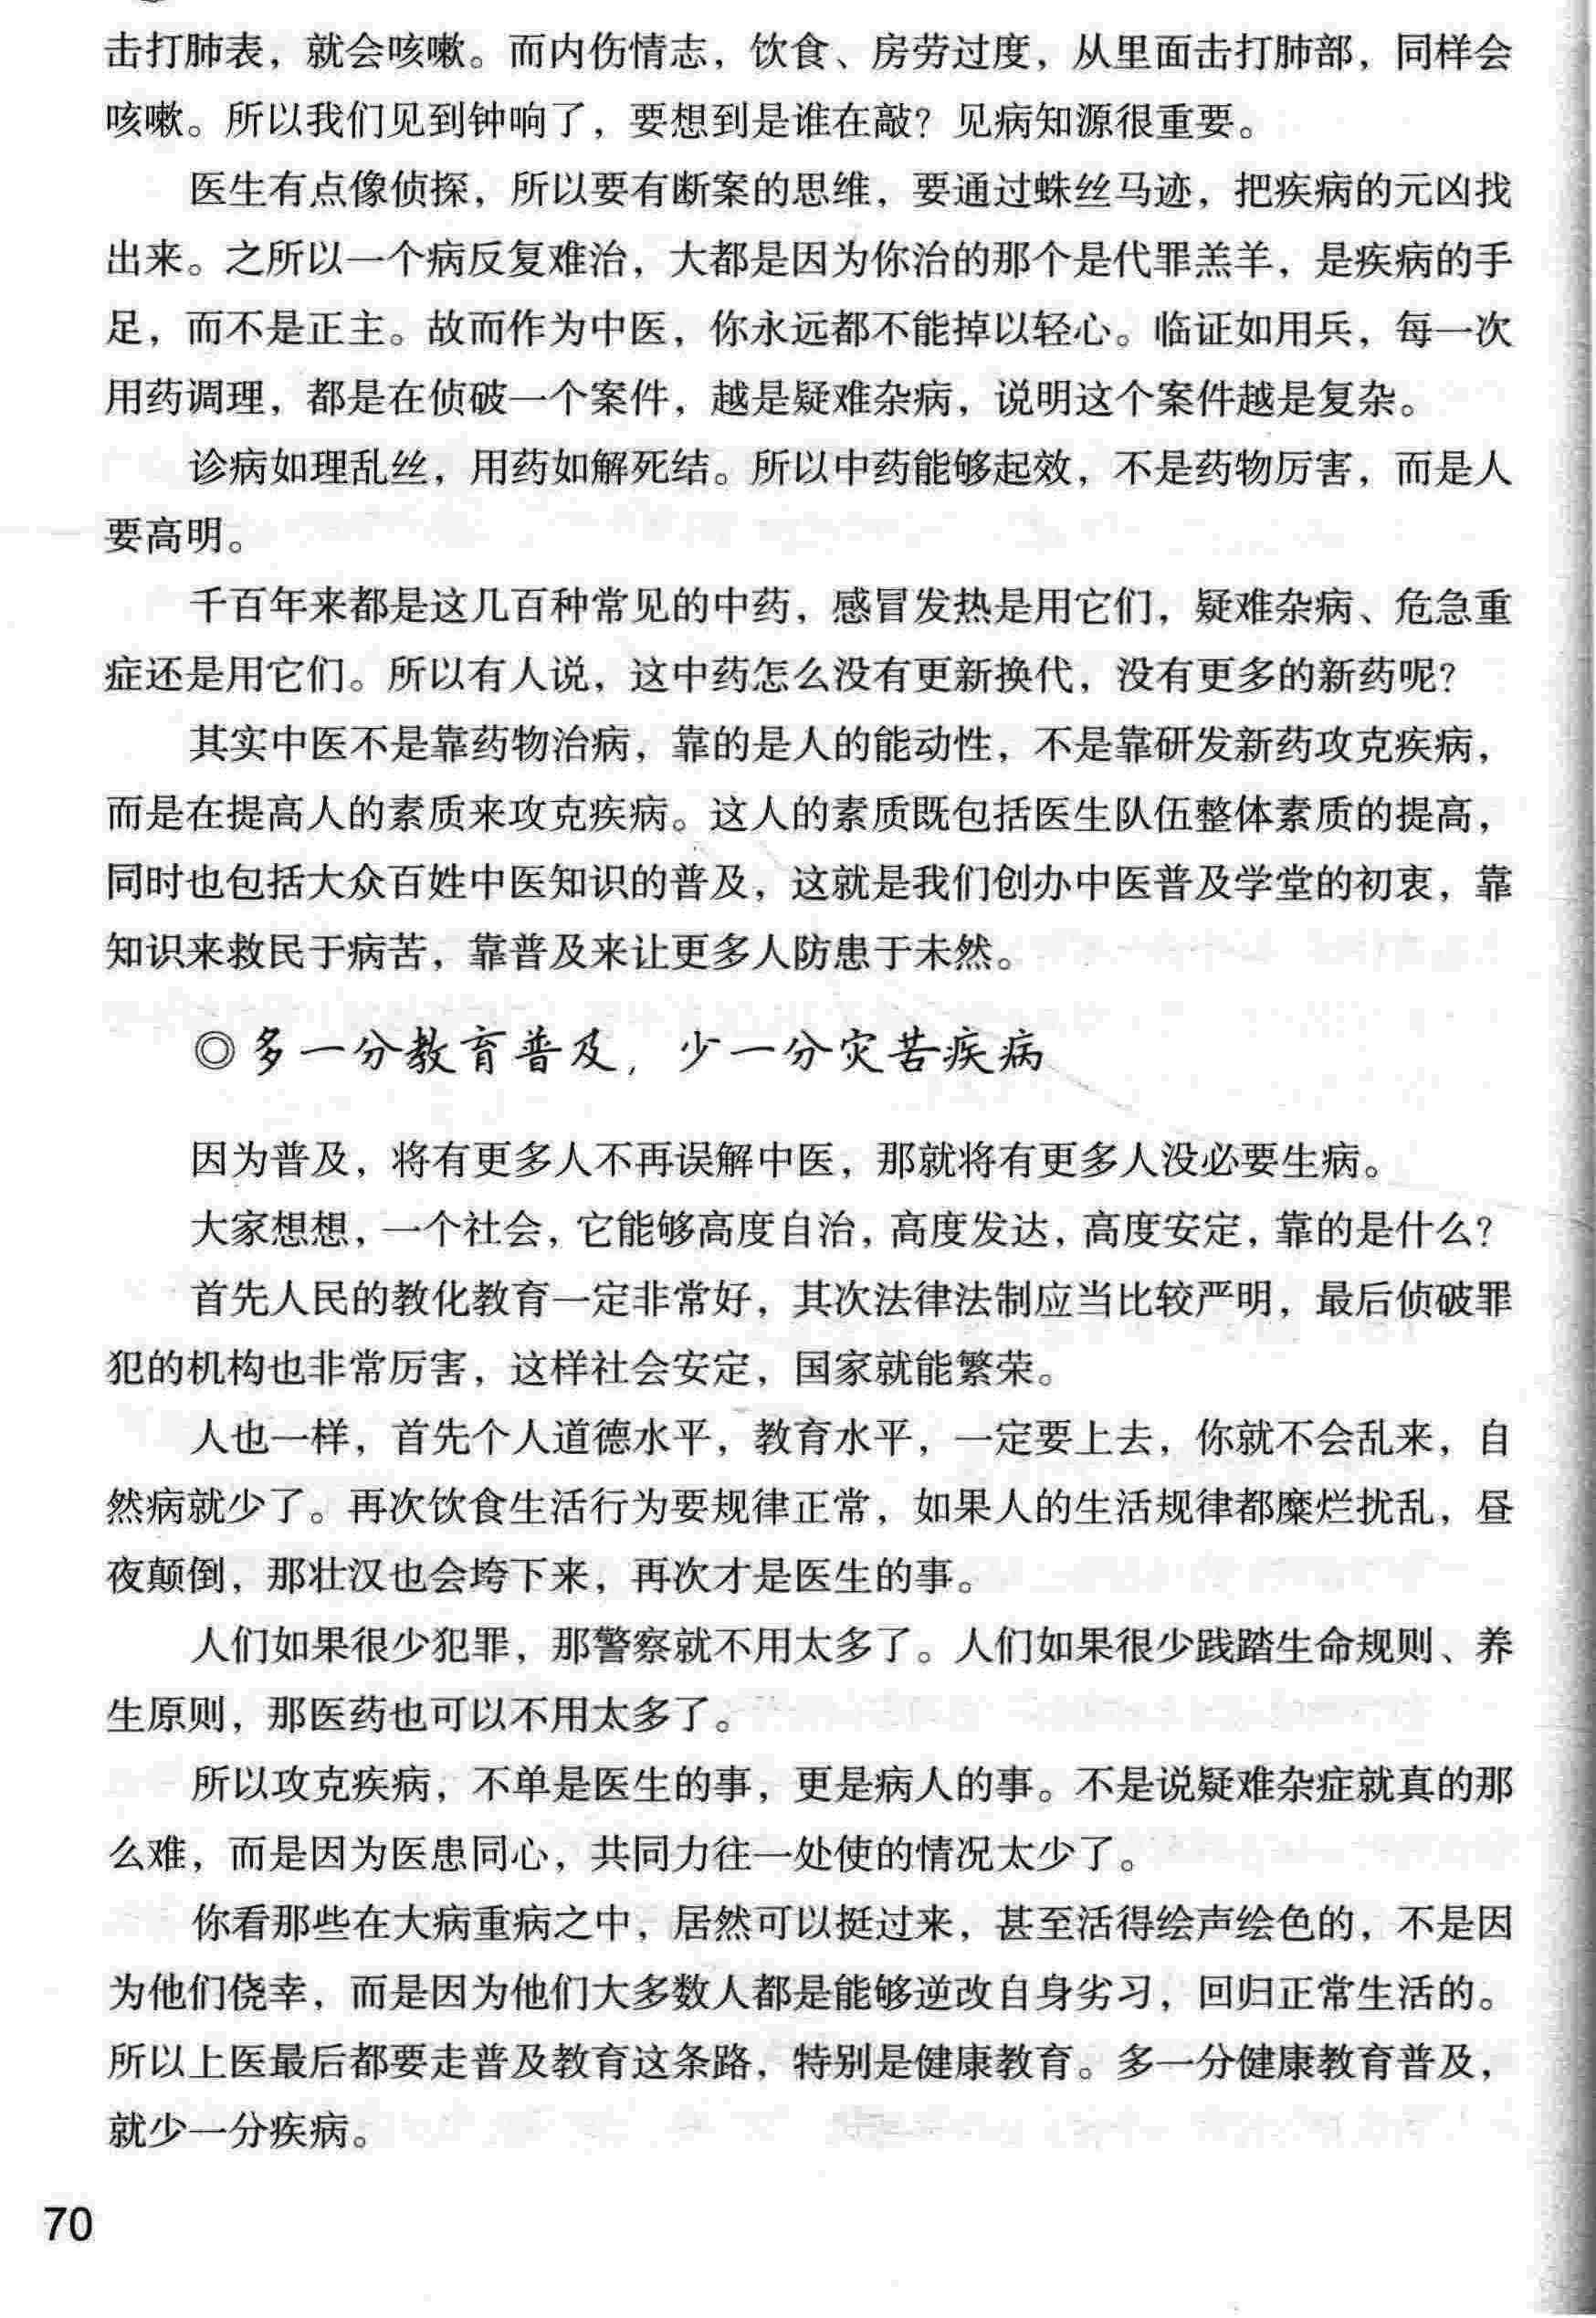 击打肺表，就会咳嗽。而内伤情志，饮食、房劳过度，从里面击打肺部，同样会
咳嗽。所以我们见到钟响了，要想到是谁在敲？见病知源很重要。
医生有点像侦探，所以要有断案的思维，要通过蛛丝马迹，把疾病的元凶找
出来。之所以一个病反复难治，大都是因为你治的那个是代罪羔羊，是疾病的手
足，而不是正主。故而作为中医，你永远都不能掉以轻心。临证如用兵，每一次
用药调理，都是在侦破一个案件，越是疑难杂病，说明这个案件越是复杂。
诊病如理乱丝，用药如解死结。所以中药能够起效，不是药物厉害，而是人
要高明。
千百年来都是这几百种常见的中药，感冒发热是用它们，疑难杂病、危急重
症还是用它们。所以有人说，这中药怎么没有更新换代，没有更多的新药呢？
其实中医不是靠药物治病，靠的是人的能动性，不是靠研发新药攻克疾病，
而是在提高人的素质来攻克疾病。这人的素质既包括医生队伍整体素质的提高，
同时也包括大众百姓中医知识的普及，这就是我们创办中医普及学堂的初衷，靠
知识来救民于病苦，靠普及来让更多人防患于未然。
◎多一分教育普及，少一分灾苦疾病
因为普及，将有更多人不再误解中医，那就将有更多人没必要生病。
大家想想，一个社会，它能够高度自治，高度发达，高度安定，靠的是什么？
首先人民的教化教育一定非常好，其次法律法制应当比较严明，最后侦破罪
犯的机构也非常厉害，这样社会安定，国家就能繁荣。
人也一样，首先个人道德水平，教育水平，一定要上去，你就不会乱来，自
然病就少了。再次饮食生活行为要规律正常，如果人的生活规律都糜烂扰乱，昼
夜颠倒，那壮汉也会垮下来，再次才是医生的事。
人们如果很少犯罪，那警察就不用太多了。人们如果很少践踏生命规则、养
生原则，那医药也可以不用太多了。
所以攻克疾病，不单是医生的事，更是病人的事。不是说疑难杂症就真的那
么难，而是因为医患同心，共同力往一处使的情况太少了。
你看那些在大病重病之中，居然可以挺过来，甚至活得绘声绘色的，不是因
为他们侥幸，而是因为他们大多数人都是能够逆改自身劣习，回归正常生活的。
所以上医最后都要走普及教育这条路，特别是健康教育。多一分健康教育普及，
就少一分疾病。
70